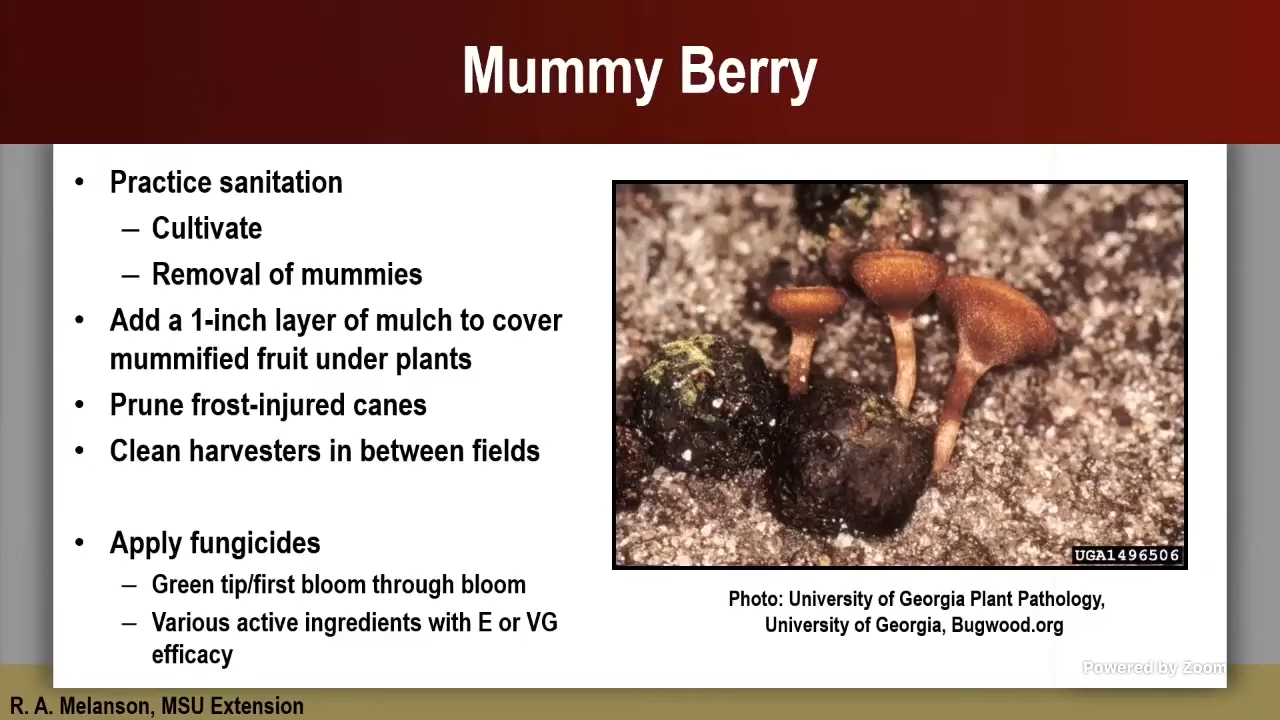 Mummy Berry
• Practice sanitation
– Cultivate
– Removal of mummies
• Add a 1-inch layer of mulch to cover
mummified fruit under plants
• Prune frost-injured canes
• Clean harvesters in between fields
• Apply fungicides
– Green tip/first bloom through bloom
– Various active ingredients with E or VG
efficacy
UGA1496506
Photo: University of Georgia Plant Pathology,
University of Georgia, Bugwood.org
Powered by Zoom
R. A. Melanson, MSU Extension